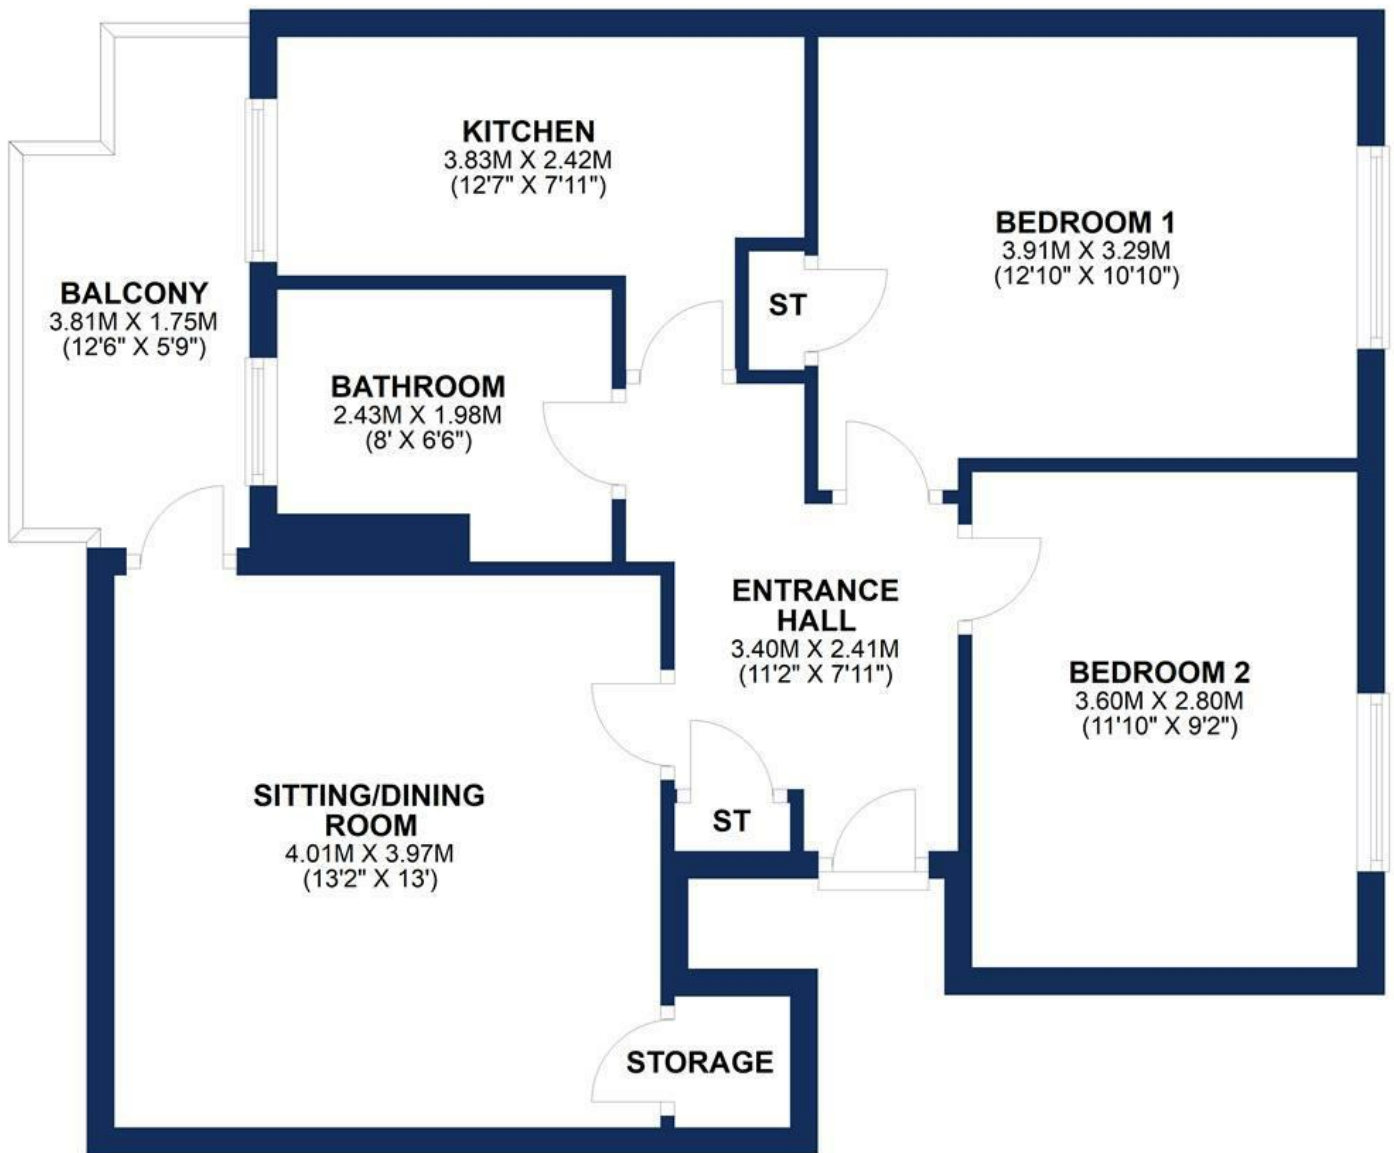 KITCHEN
3.83M X 2.42M
(12'7" X 7'11")
BEDROOM 1
3.91M X 3.29M
(12'10" X 10'10")
BALCONY
3.81M X 1.75M
(12'6" X 5'9")
ST
BATHROOM
2.43M X 1.98M
(8' X 6'6")
ENTRANCE
HALL
3.40M X 2.41M
(11'2" X 7'11")
BEDROOM 2
3.60M X 2.80M
(11'10" X 9'2")
SITTING/DINING
ROOM
4.01M X 3.97M
(13'2" X 13')
ST
STORAGE